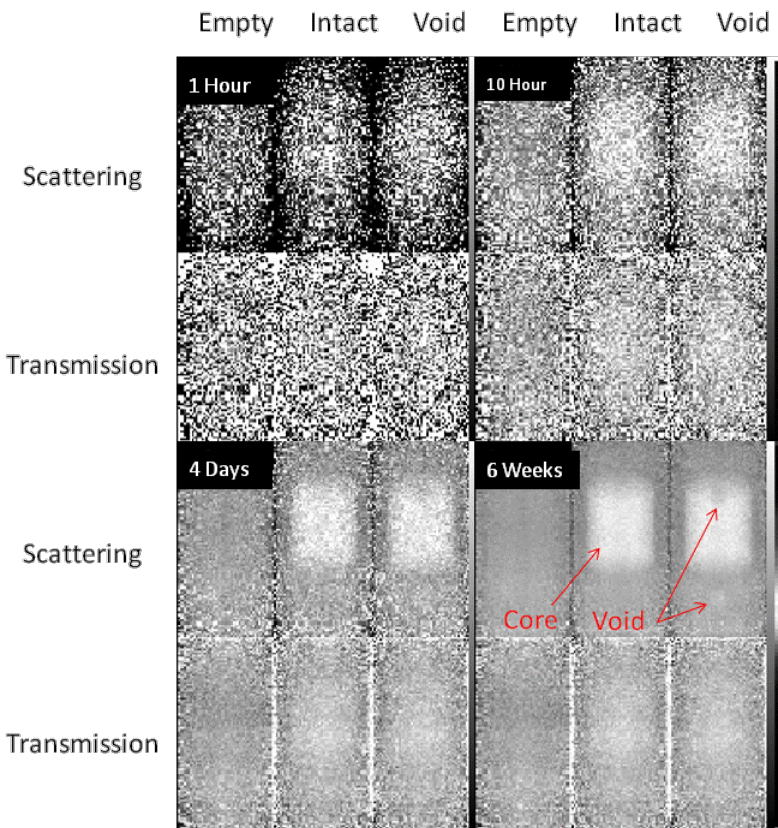 Empty Intact Void Empty Intact Void
1 Hour 10 Hour
Scattering
Transmission
4 Days 6 Weeks
Scattering
Core Void
Transmission